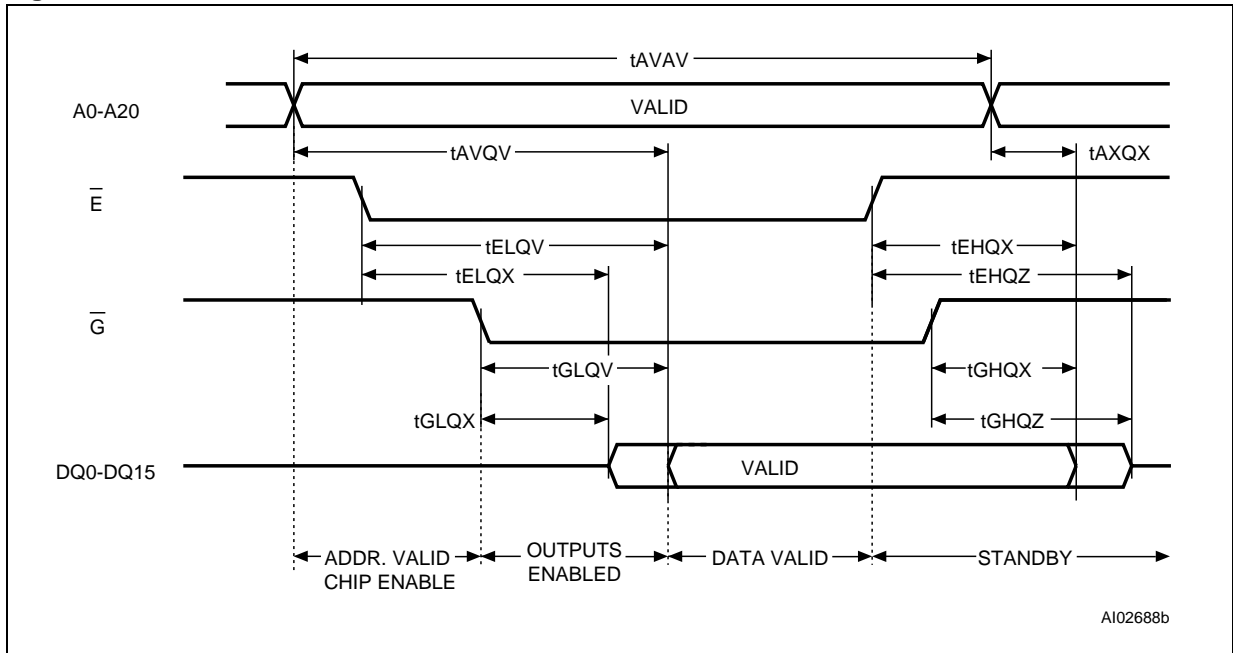 tAVAV
A0-A20
VALID
tAVQV
tAXQX
E
tELQV
tEHQX
tELQX
tEHQZ
G
tGLQV
tGHQX
tGLQX
tGHQZ
DQ0-DQ15
VALID
ADDR. VALID
CHIP ENABLE
OUTPUTS
ENABLED
DATA VALID
STANDBY
AI02688b